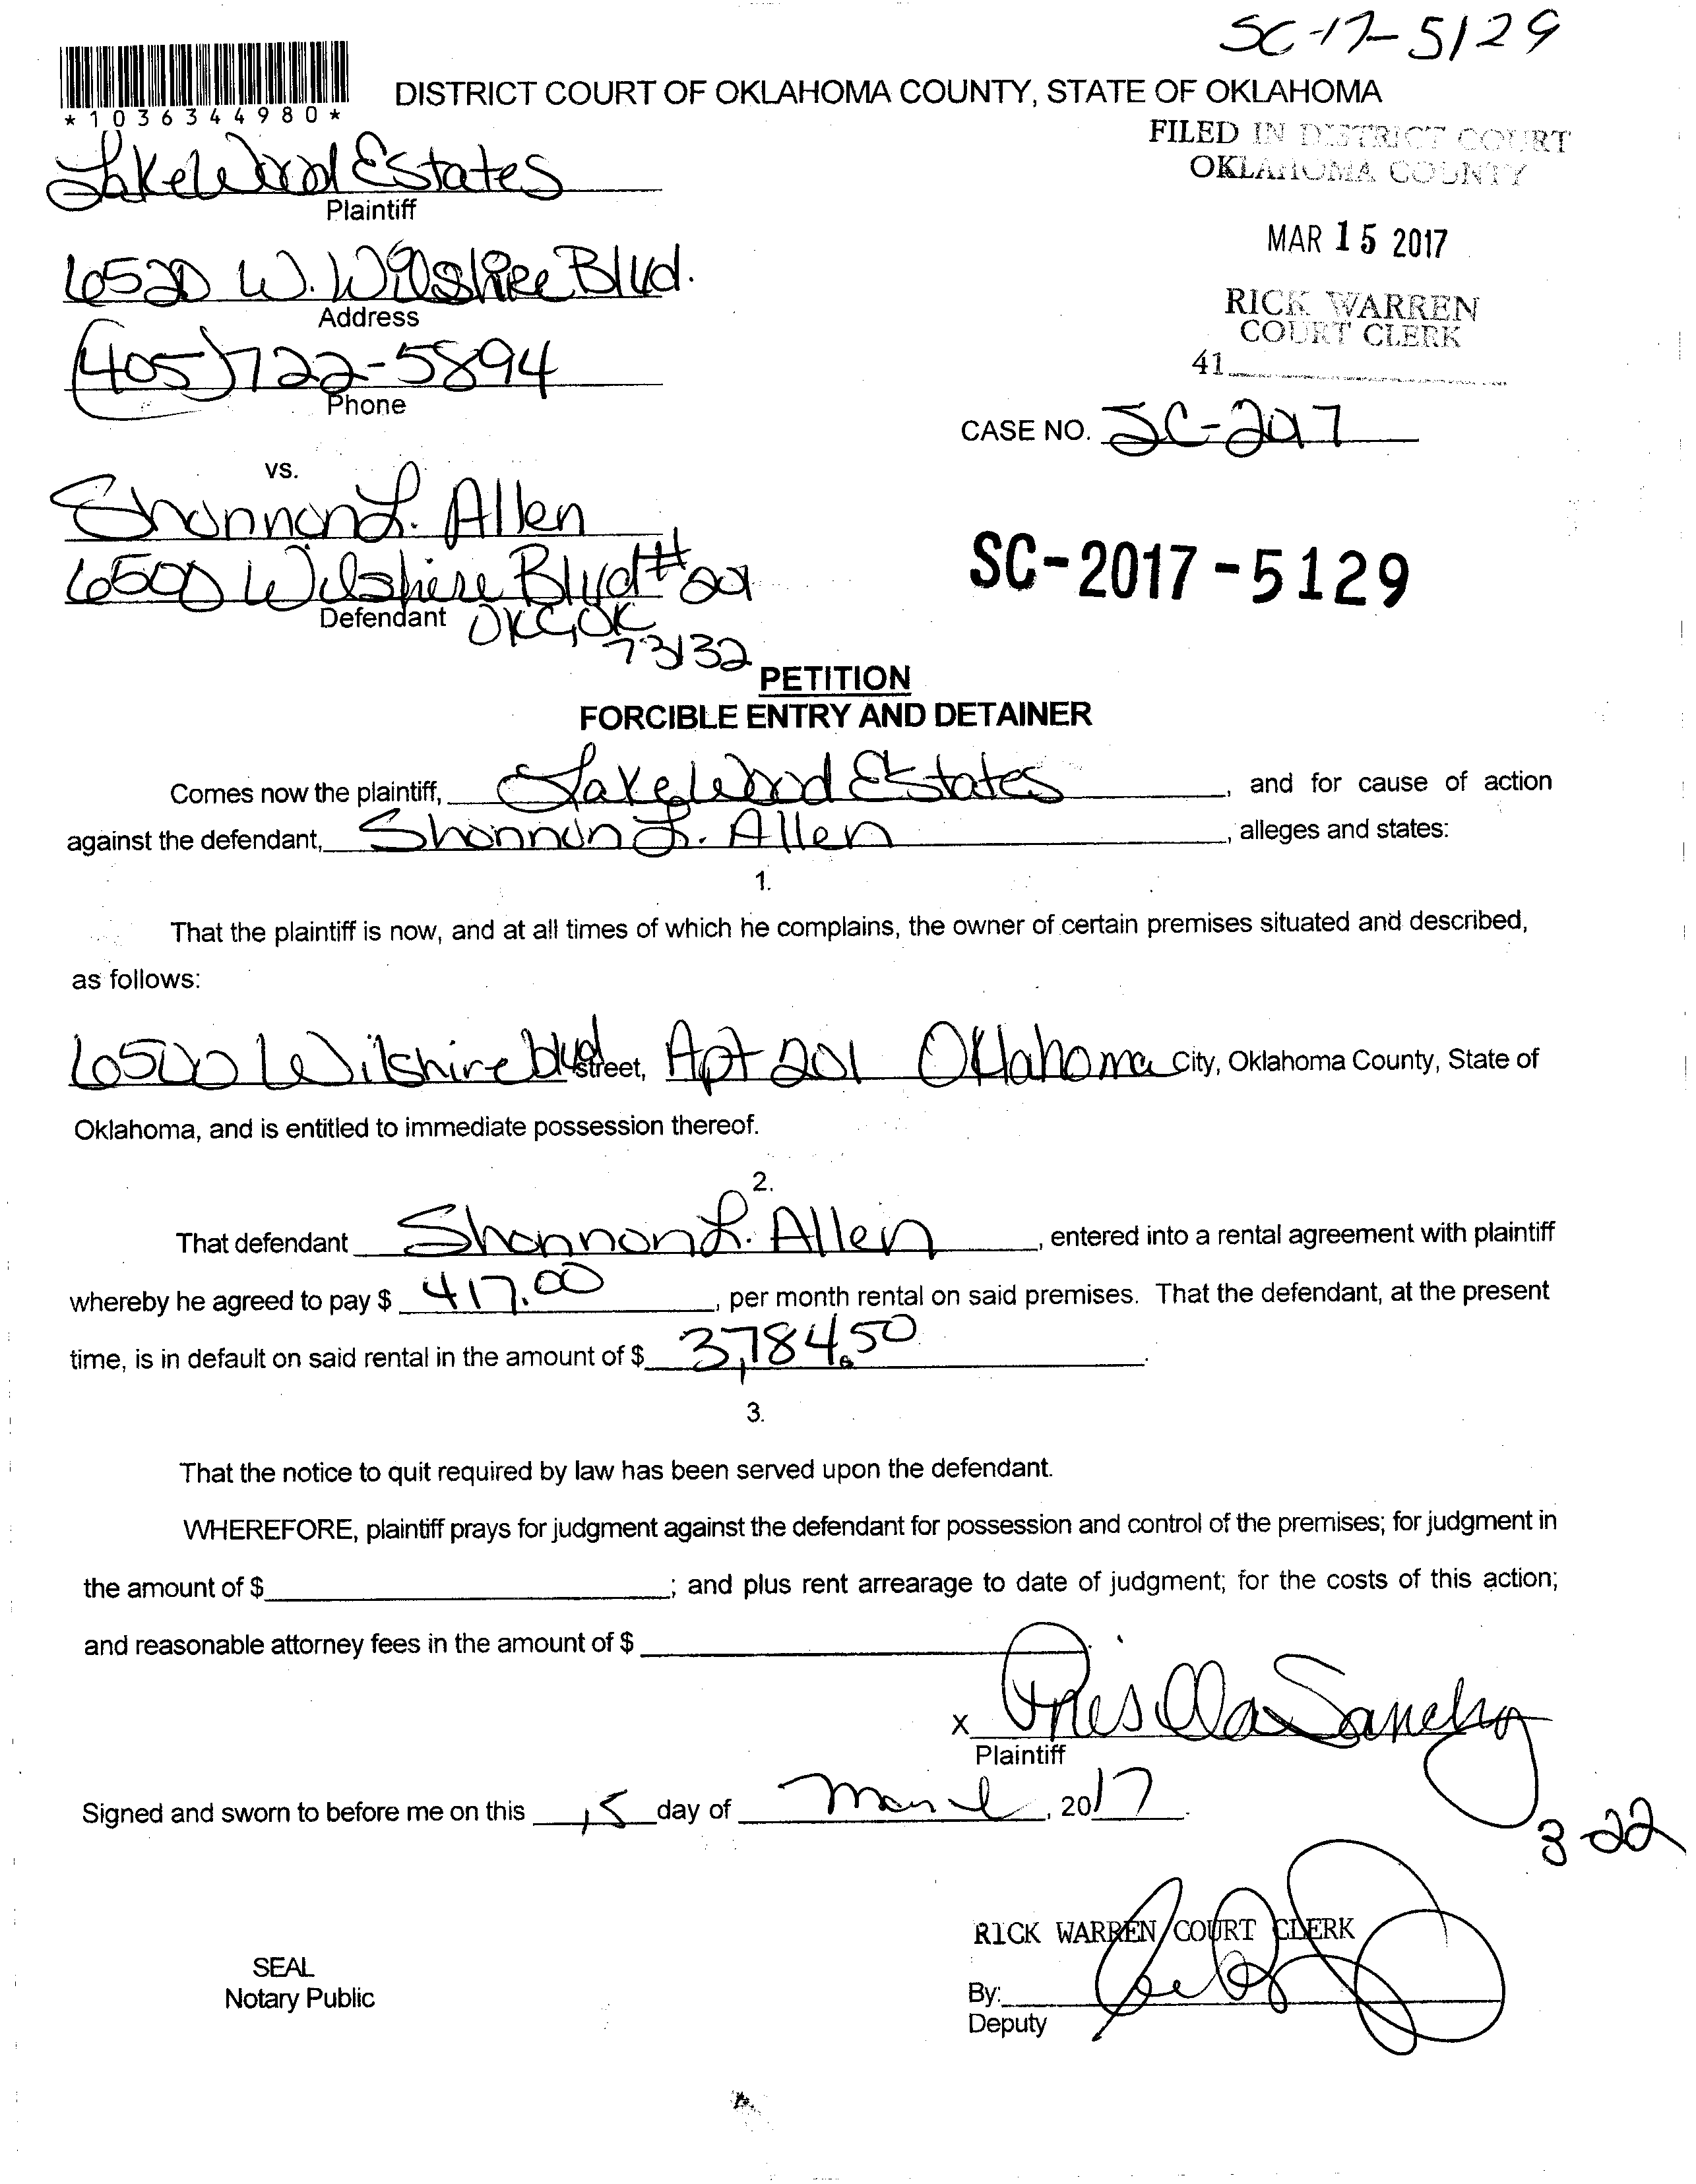 SC-17-5129
*1036344980*
DISTRICT COURT OF OKLAHOMA COUNTY, STATE OF OKLAHOMA
FILED IN DISTRICT COURT
OKLAHOMA COUNTY
MAR 15 2017
RICK WARREN
COURT CLERK
41
Lakewood Estates
Plaintiff
6520 W. Wilshire Blvd.
Address
(405)722-5894
Phone
CASE NO. SC-2017
vs.
Shannon L. Allen
6500 Wilshire Blvd #201
Defendant OKC, OK
73132
SC-2017-5129
PETITION
FORCIBLE ENTRY AND DETAINER
Comes now the plaintiff, Lakewood Estates, and for cause of action
against the defendant, Shannon L. Allen, alleges and states:
1.
That the plaintiff is now, and at all times of which he complains, the owner of certain premises situated and described,
as follows:
6500 Wilshire blvd street, Apt 201 Oklahoma City, Oklahoma County, State of
Oklahoma, and is entitled to immediate possession thereof.
2.
That defendant Shannon L. Allen, entered into a rental agreement with plaintiff
whereby he agreed to pay $ 417.00, per month rental on said premises. That the defendant, at the present
time, is in default on said rental in the amount of $ 3,784.50.
3.
That the notice to quit required by law has been served upon the defendant.
WHEREFORE, plaintiff prays for judgment against the defendant for possession and control of the premises; for judgment in
the amount of $ ; and plus rent arrearage to date of judgment; for the costs of this action;
and reasonable attorney fees in the amount of $ .
x Prisilla Sanchez
Plaintiff
Signed and sworn to before me on this 15 day of March, 2017.
3-22
RICK WARREN COURT CLERK
SEAL
Notary Public
By:
Deputy